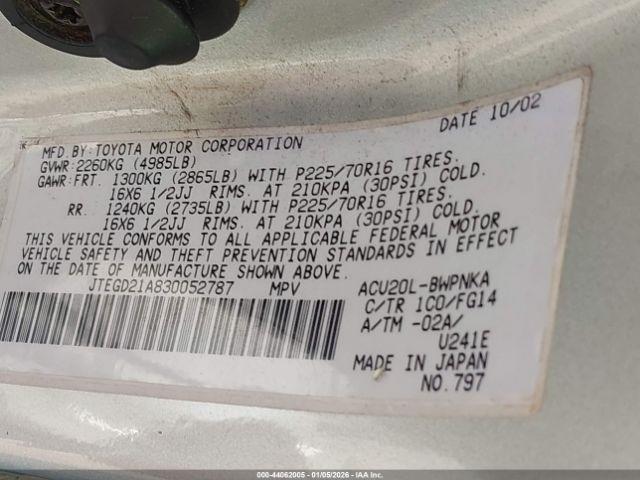 DATE 10/02
MFD.BY:TOYOTA MOTOR CORPORATION
GVWR:2260KG (4985LB)
GAWR:FRT. 1300KG (2865LB) WITH P225/70R16 TIRES.
16X6 1/2JJ RIMS. AT 210KPA (30PSI) COLD.
RR. 1240KG (2735LB) WITH P225/70R16 TIRES.
16X6 1/2JJ RIMS. AT 210KPA (30PSI) COLD.
THIS VEHICLE CONFORMS TO ALL APPLICABLE FEDERAL MOTOR
VEHICLE SAFETY AND THEFT PREVENTION STANDARDS IN EFFECT
ON THE DATE OF MANUFACTURE SHOWN ABOVE.
JTEGD21A830052787 MPV ACU20L-BWPNKA
C/TR 1C0/FG14
A/TM -02A/
U241E
MADE IN JAPAN
NO.797
000-44062005 | 01/05/2026 - IAAI.com